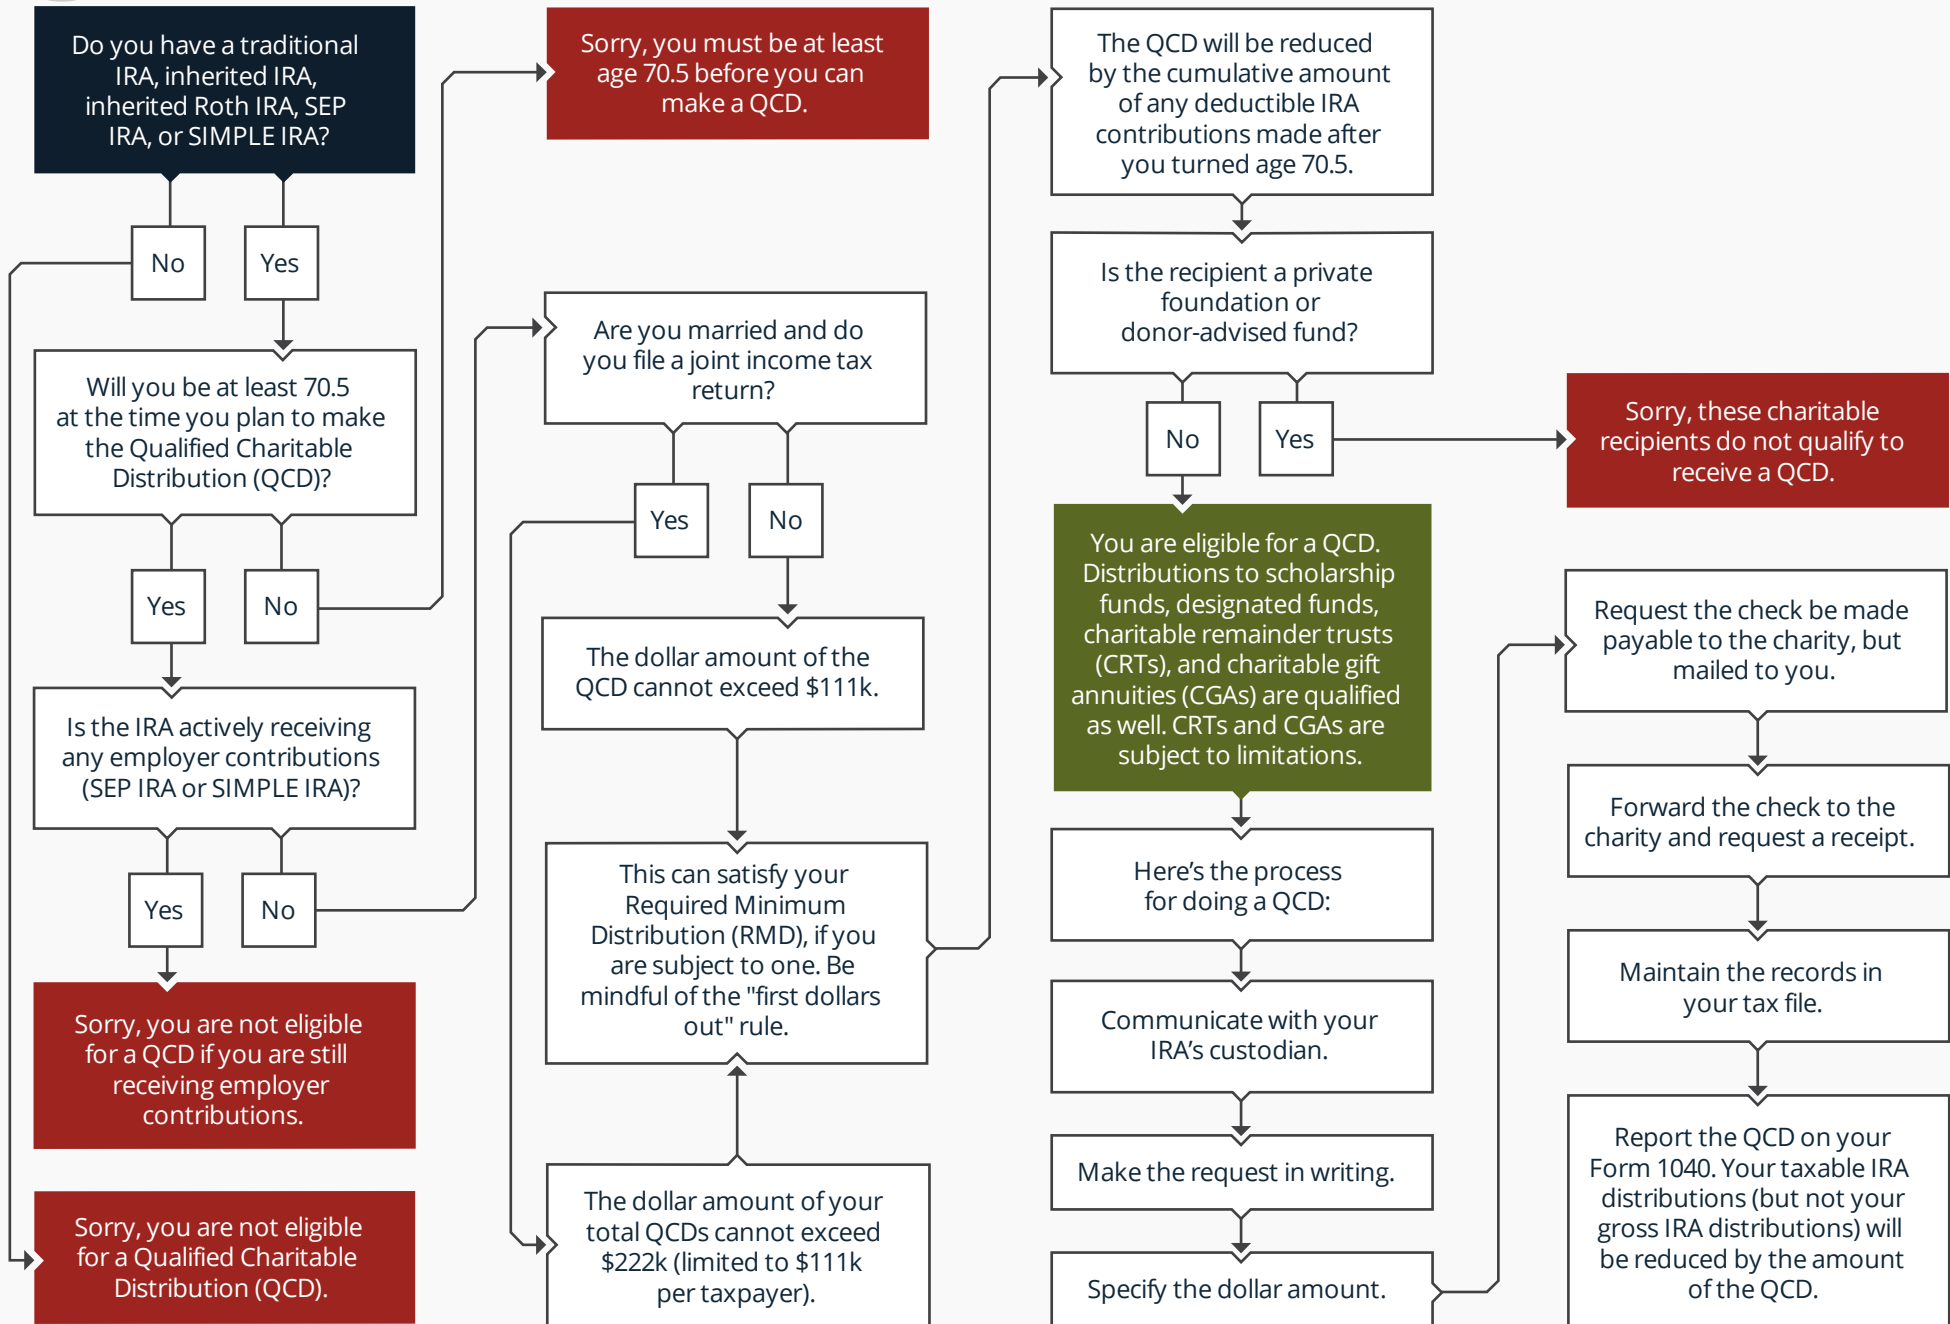 Do you have a traditional
IRA, inherited IRA,
inherited Roth IRA, SEP
IRA, or SIMPLE IRA?
No
Yes
Will you be at least 70.5
at the time you plan to make
the Qualified Charitable
Distribution (QCD)?
Yes
No
Is the IRA actively receiving
any employer contributions
(SEP IRA or SIMPLE IRA)?
Yes
No
Sorry, you are not eligible
for a QCD if you are still
receiving employer
contributions.
Sorry, you are not eligible
for a Qualified Charitable
Distribution (QCD).
Sorry, you must be at least
age 70.5 before you can
make a QCD.
Are you married and do
you file a joint income tax
return?
Yes
No
The dollar amount of the
QCD cannot exceed $111k.
This can satisfy your
Required Minimum
Distribution (RMD), if you
are subject to one. Be
mindful of the "first dollars
out" rule.
The dollar amount of your
total QCDs cannot exceed
$222k (limited to $111k
per taxpayer).
The QCD will be reduced
by the cumulative amount
of any deductible IRA
contributions made after
you turned age 70.5.
Is the recipient a private
foundation or
donor-advised fund?
No
Yes
Sorry, these charitable
recipients do not qualify to
receive a QCD.
You are eligible for a QCD.
Distributions to scholarship
funds, designated funds,
charitable remainder trusts
(CRTs), and charitable gift
annuities (CGAs) are qualified
as well. CRTs and CGAs are
subject to limitations.
Here’s the process
for doing a QCD:
Communicate with your
IRA’s custodian.
Make the request in writing.
Specify the dollar amount.
Request the check be made
payable to the charity, but
mailed to you.
Forward the check to the
charity and request a receipt.
Maintain the records in
your tax file.
Report the QCD on your
Form 1040. Your taxable IRA
distributions (but not your
gross IRA distributions) will
be reduced by the amount
of the QCD.